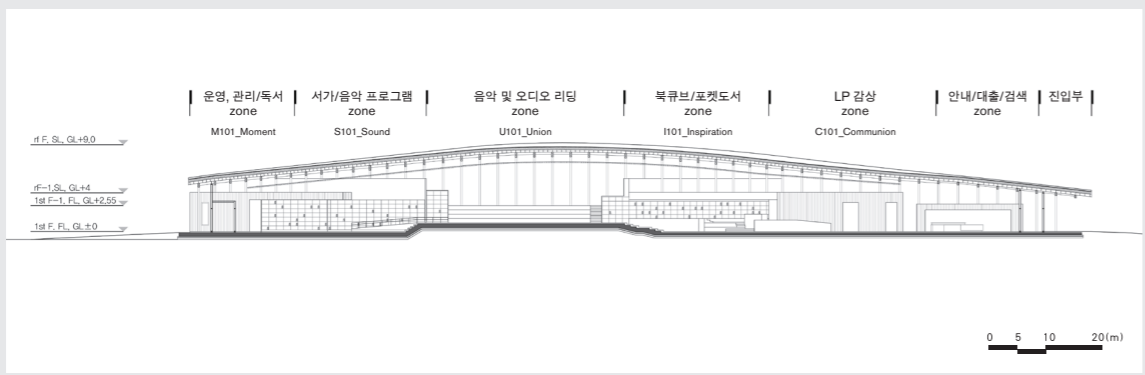 운영, 관리/독서
zone
서가/음악 프로그램
zone
음악 및 오디오 리딩
zone
북큐브/포켓도서
zone
LP 감상
zone
안내/대출/검색
zone
진입부
M101_Moment
S101_Sound
U101_Union
I101_Inspiration
C101_Communion
rf F, SL, GL+9.0
rF-1,SL, GL+4
1st F-1, FL, GL+2.55
1st F, FL, GL±0
0 5 10 20(m)